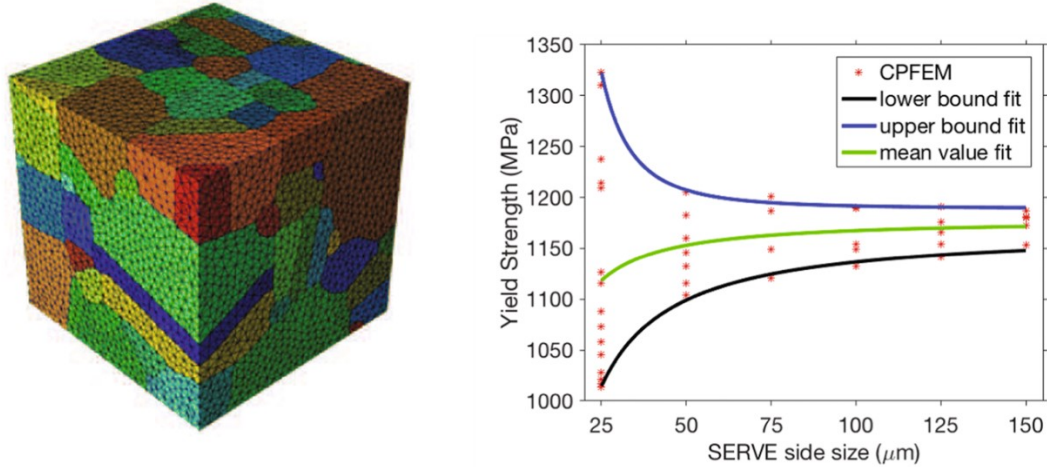 1350
1300
1250
1200
1150
1100
1050
1000
Yield Strength (MPa)
CPFEM
lower bound fit
upper bound fit
mean value fit
25
50
75
100
125
150
SERVE side size (μm)